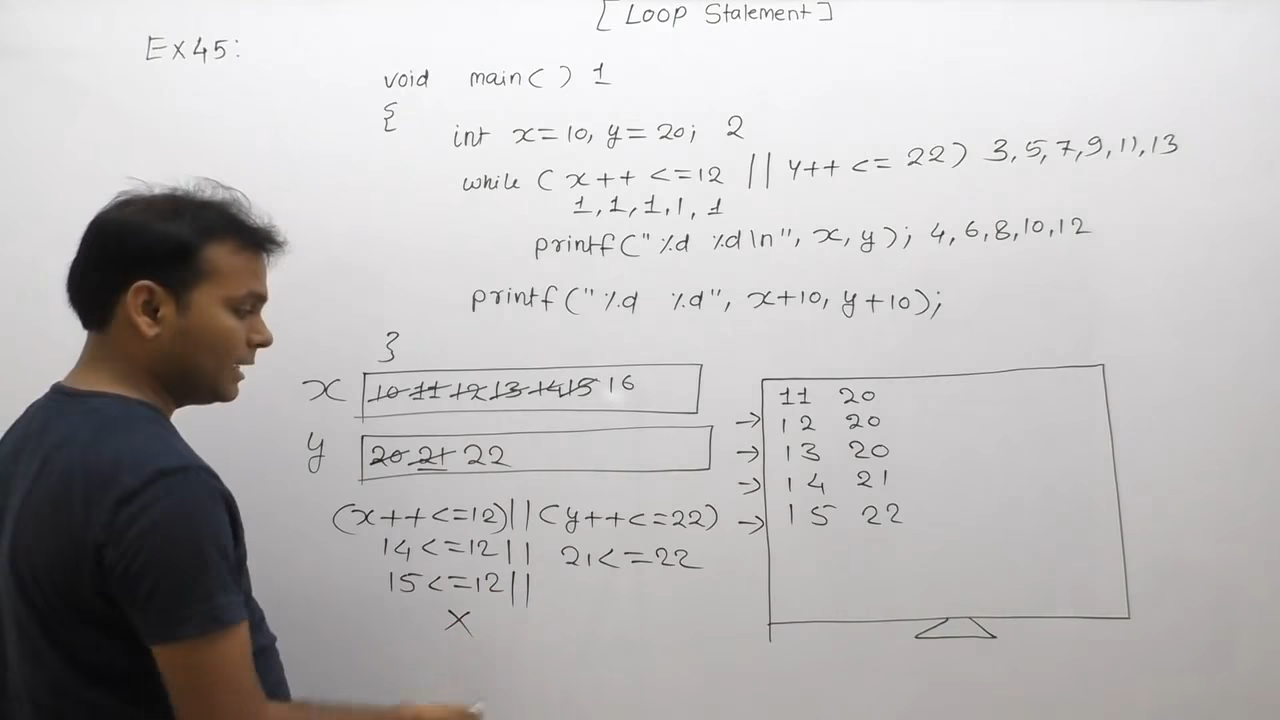 [ Loop Statement ]
Ex45:
void main( ) 1
{
int x=10, y=20; 2
while ( x++ <=12 || y++ <= 22) 3,5,7,9,11,13
1,1,1,1,1
printf(" %d %d\n", x, y); 4,6,8,10,12
printf(" %d %d", x+10, y+10);
}
x 10 11 12 13 14 15 16
y 20 21 22
(x++<=12)||(y++<=22)
14<=12|| 21<=22
15<=12||
X
11 20
→ 12 20
→ 13 20
→ 14 21
→ 15 22